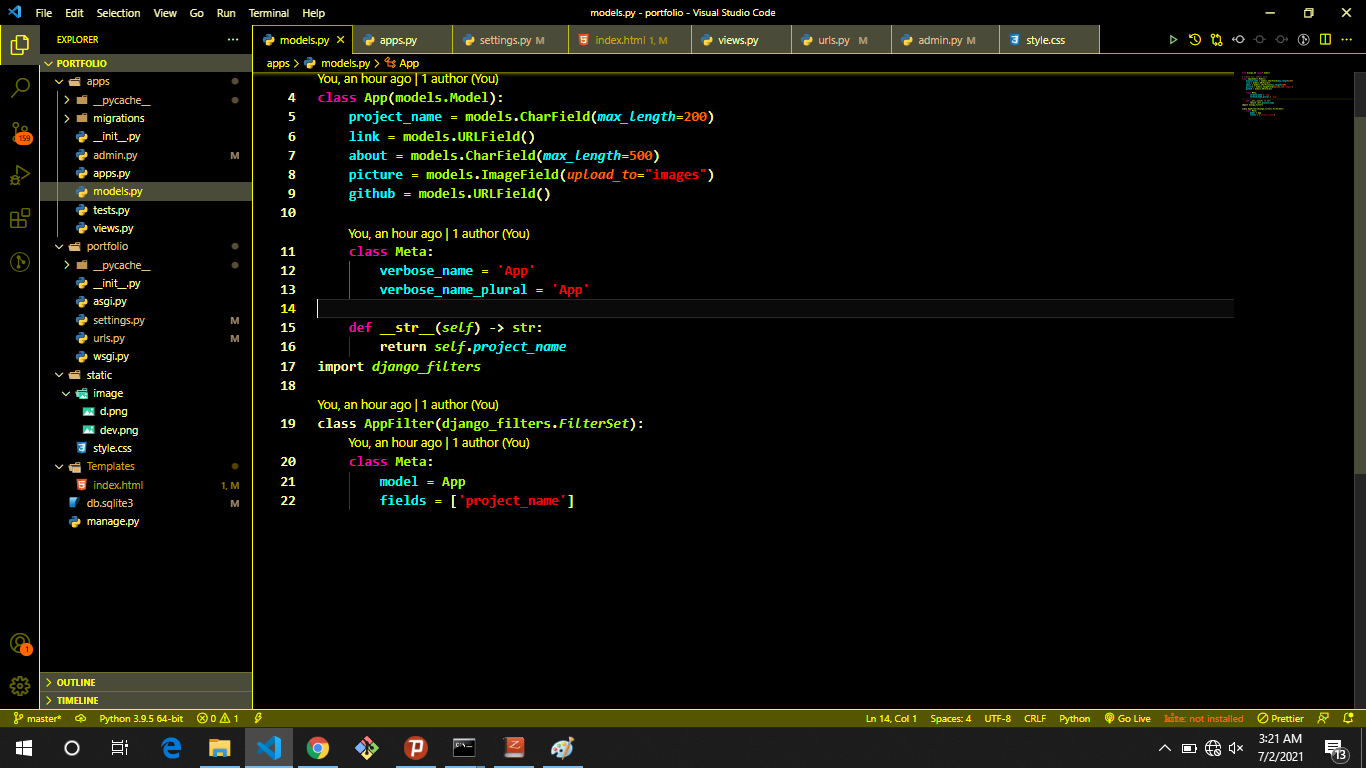 File Edit Selection View Go Run Terminal Help
models.py - portfolio - Visual Studio Code
EXPLORER
models.py apps.py settings.py M index.html 1, M views.py urls.py M admin.py M style.css
PORTFOLIO
apps > models.py > App
apps
__pycache__
migrations
__init__.py
admin.py M
apps.py
models.py
tests.py
views.py
portfolio
__pycache__
__init__.py
asgi.py
settings.py M
urls.py M
wsgi.py
static
image
d.png
dev.png
style.css
Templates
index.html 1, M
db.sqlite3 M
manage.py
OUTLINE
TIMELINE
159
1
You, an hour ago | 1 author (You)
4 class App(models.Model):
5 project_name = models.CharField(max_length=200)
6 link = models.URLField()
7 about = models.CharField(max_length=500)
8 picture = models.ImageField(upload_to="images")
9 github = models.URLField()
10
You, an hour ago | 1 author (You)
11 class Meta:
12 verbose_name = 'App'
13 verbose_name_plural = 'App'
14
15 def __str__(self) -> str:
16 return self.project_name
17 import django_filters
18
You, an hour ago | 1 author (You)
19 class AppFilter(django_filters.FilterSet):
You, an hour ago | 1 author (You)
20 class Meta:
21 model = App
22 fields = ['project_name']
master* Python 3.9.5 64-bit 0 1 Ln 14, Col 1 Spaces: 4 UTF-8 CRLF Python Go Live kite: not installed Prettier
3:21 AM
7/2/2021
13